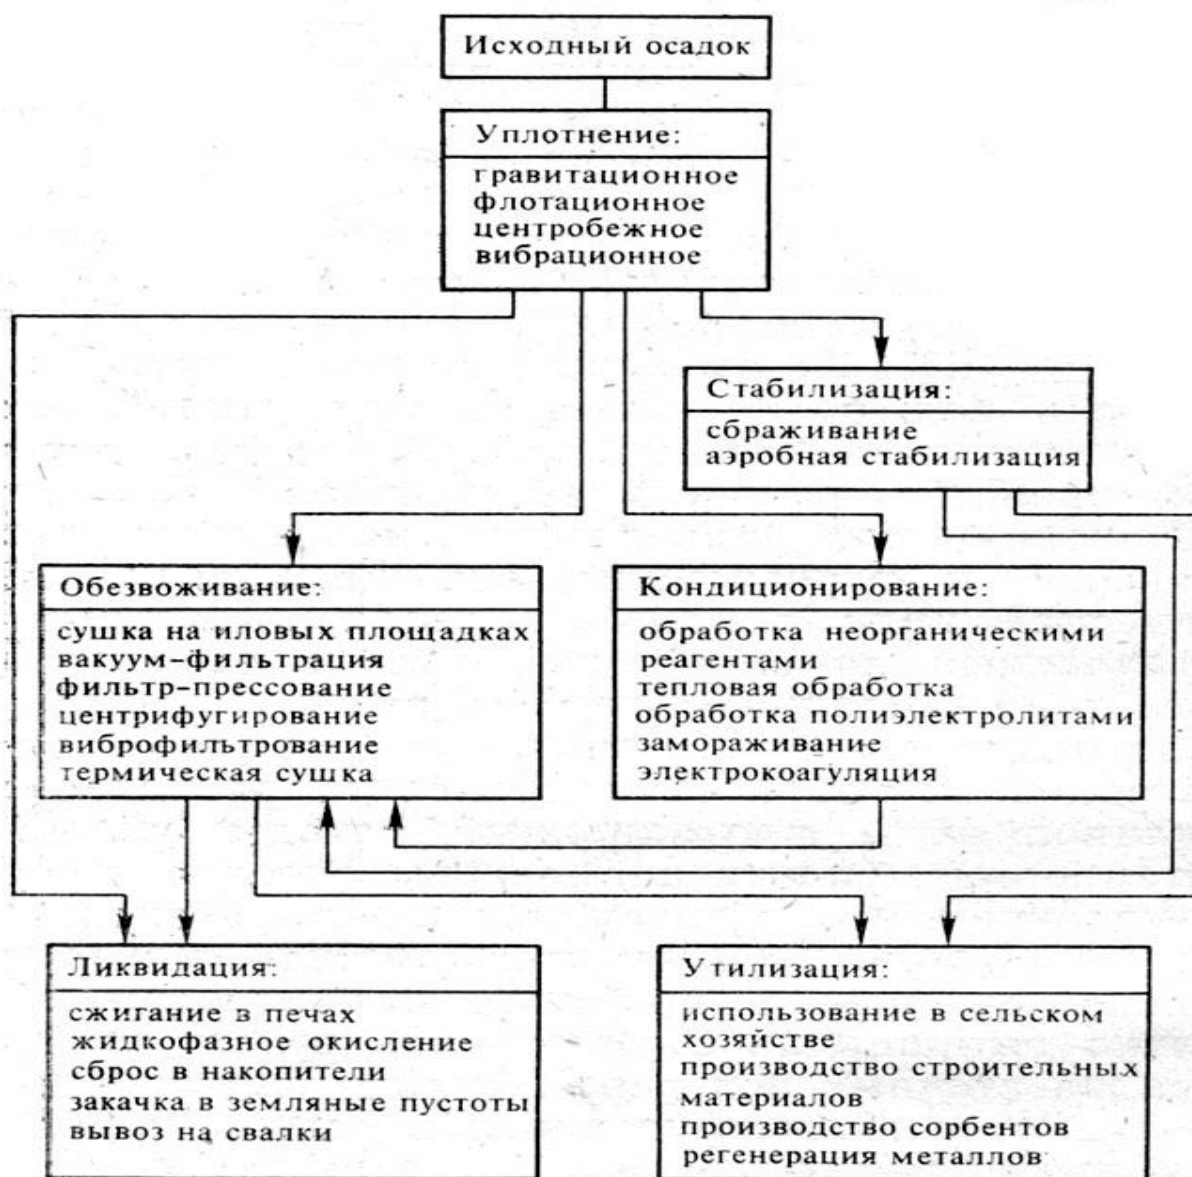 Исходный осадок
Уплотнение:
гравитационное
флотационное
центробежное
вибрационное
Стабилизация:
сбраживание
аэробная стабилизация
Обезвоживание:
сушка на иловых площадках
вакуум-фильтрация
фильтр-прессование
центрифугирование
виброфильтрование
термическая сушка
Кондиционирование:
обработка неорганическими
реагентами
тепловая обработка
обработка полиэлектролитами
замораживание
электрокоагуляция
Ликвидация:
сжигание в печах
жидкофазное окисление
сброс в накопители
закачка в земляные пустоты
вывоз на свалки
Утилизация:
использование в сельском
хозяйстве
производство строительных
материалов
производство сорбентов
регенерация металлов